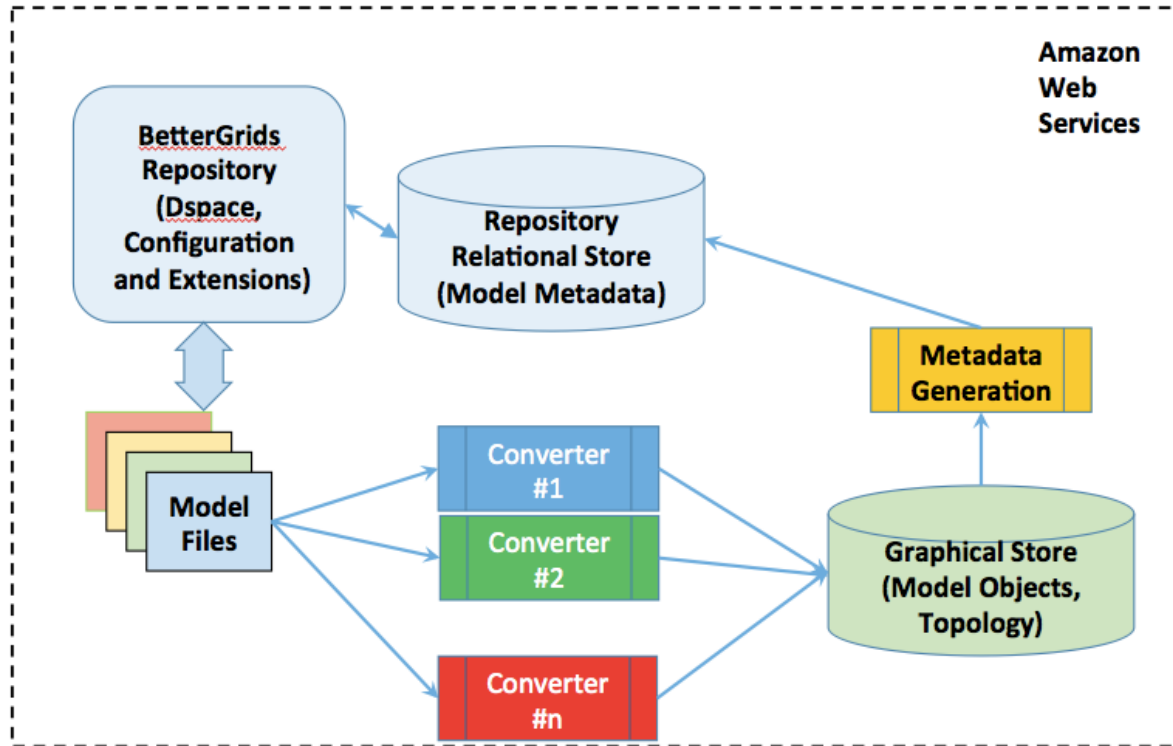 Amazon
Web
Services
BetterGrids
Repository
(Dspace,
Configuration
and Extensions)
Repository
Relational Store
(Model Metadata)
Metadata
Generation
Model
Files
Converter
#1
Converter
#2
Converter
#n
Graphical Store
(Model Objects,
Topology)